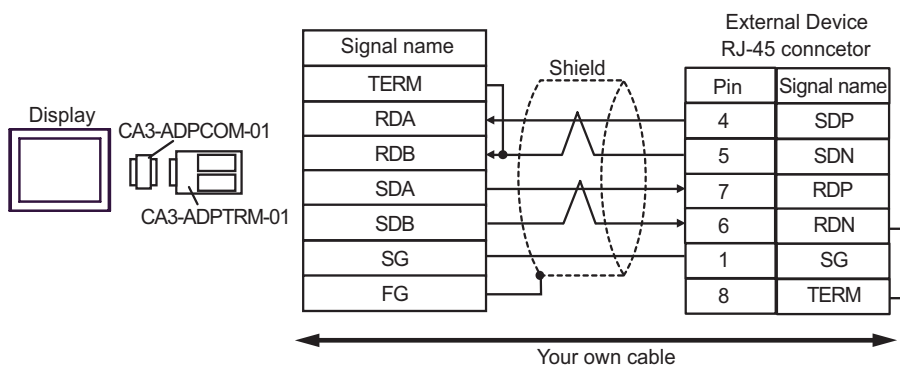 External Device
RJ-45 conncetor
Signal name
Shield
Pin Signal name
TERM
Display
RDA
4 SDP
CA3-ADPCOM-01
RDB
5 SDN
SDA
7 RDP
CA3-ADPTRM-01
SDB
6 RDN
SG
1 SG
FG
8 TERM
Your own cable